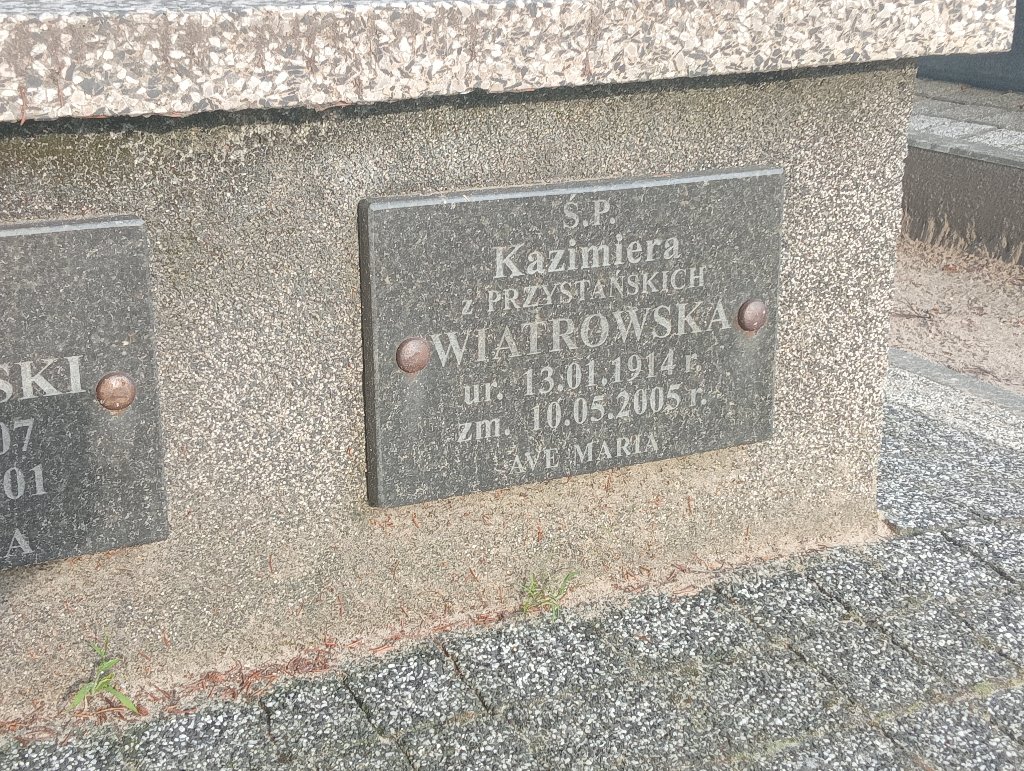 SKI
07
01
A
Ś.P.
Kazimiera
z PRZYSTAŃSKICH
WIATROWSKA
ur. 13.01.1914 r.
zm. 10.05.2005 r.
AVE MARIA